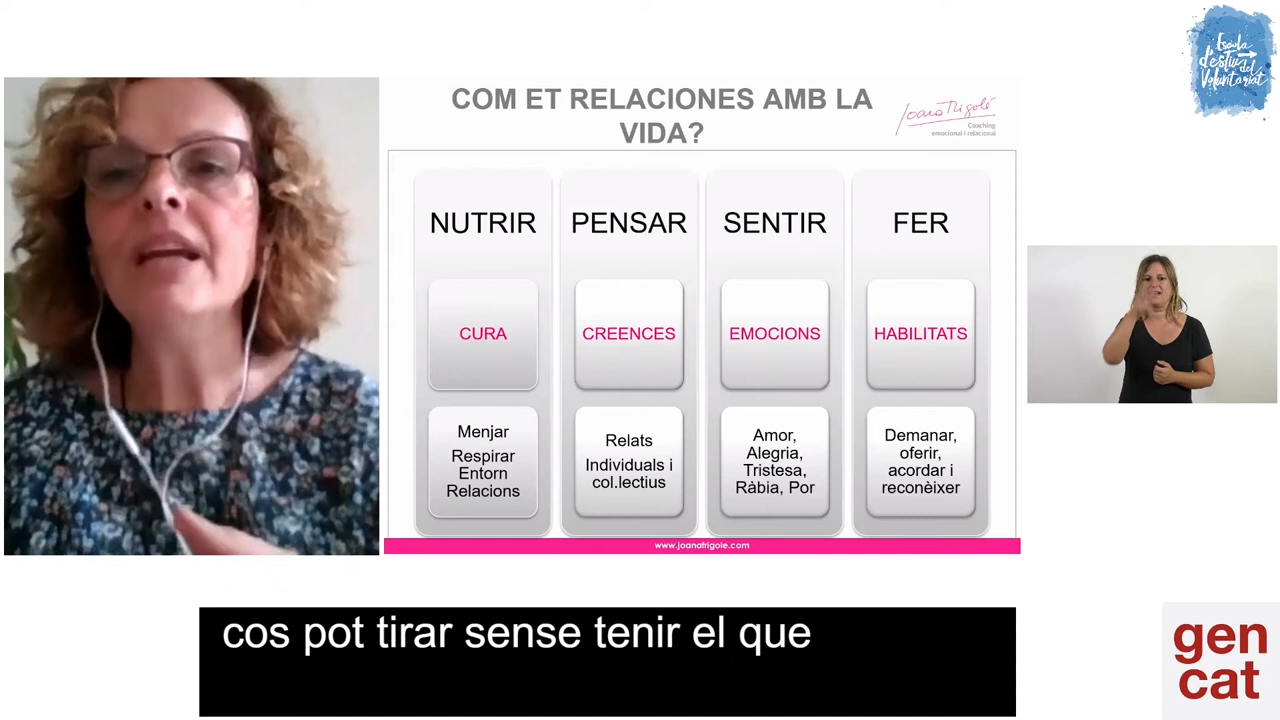 Escola
d'estiu
del
Voluntariat
COM ET RELACIONES AMB LA
VIDA?
Joana Frigolé
Coaching
emocional i relacional
NUTRIR
PENSAR
SENTIR
FER
CURA
CREENCES
EMOCIONS
HABILITATS
Menjar
Respirar
Entorn
Relacions
Relats
Individuals i
col.lectius
Amor,
Alegria,
Tristesa,
Ràbia, Por
Demanar,
oferir,
acordar i
reconèixer
www.joanafrigole.com
cos pot tirar sense tenir el que
gen
cat